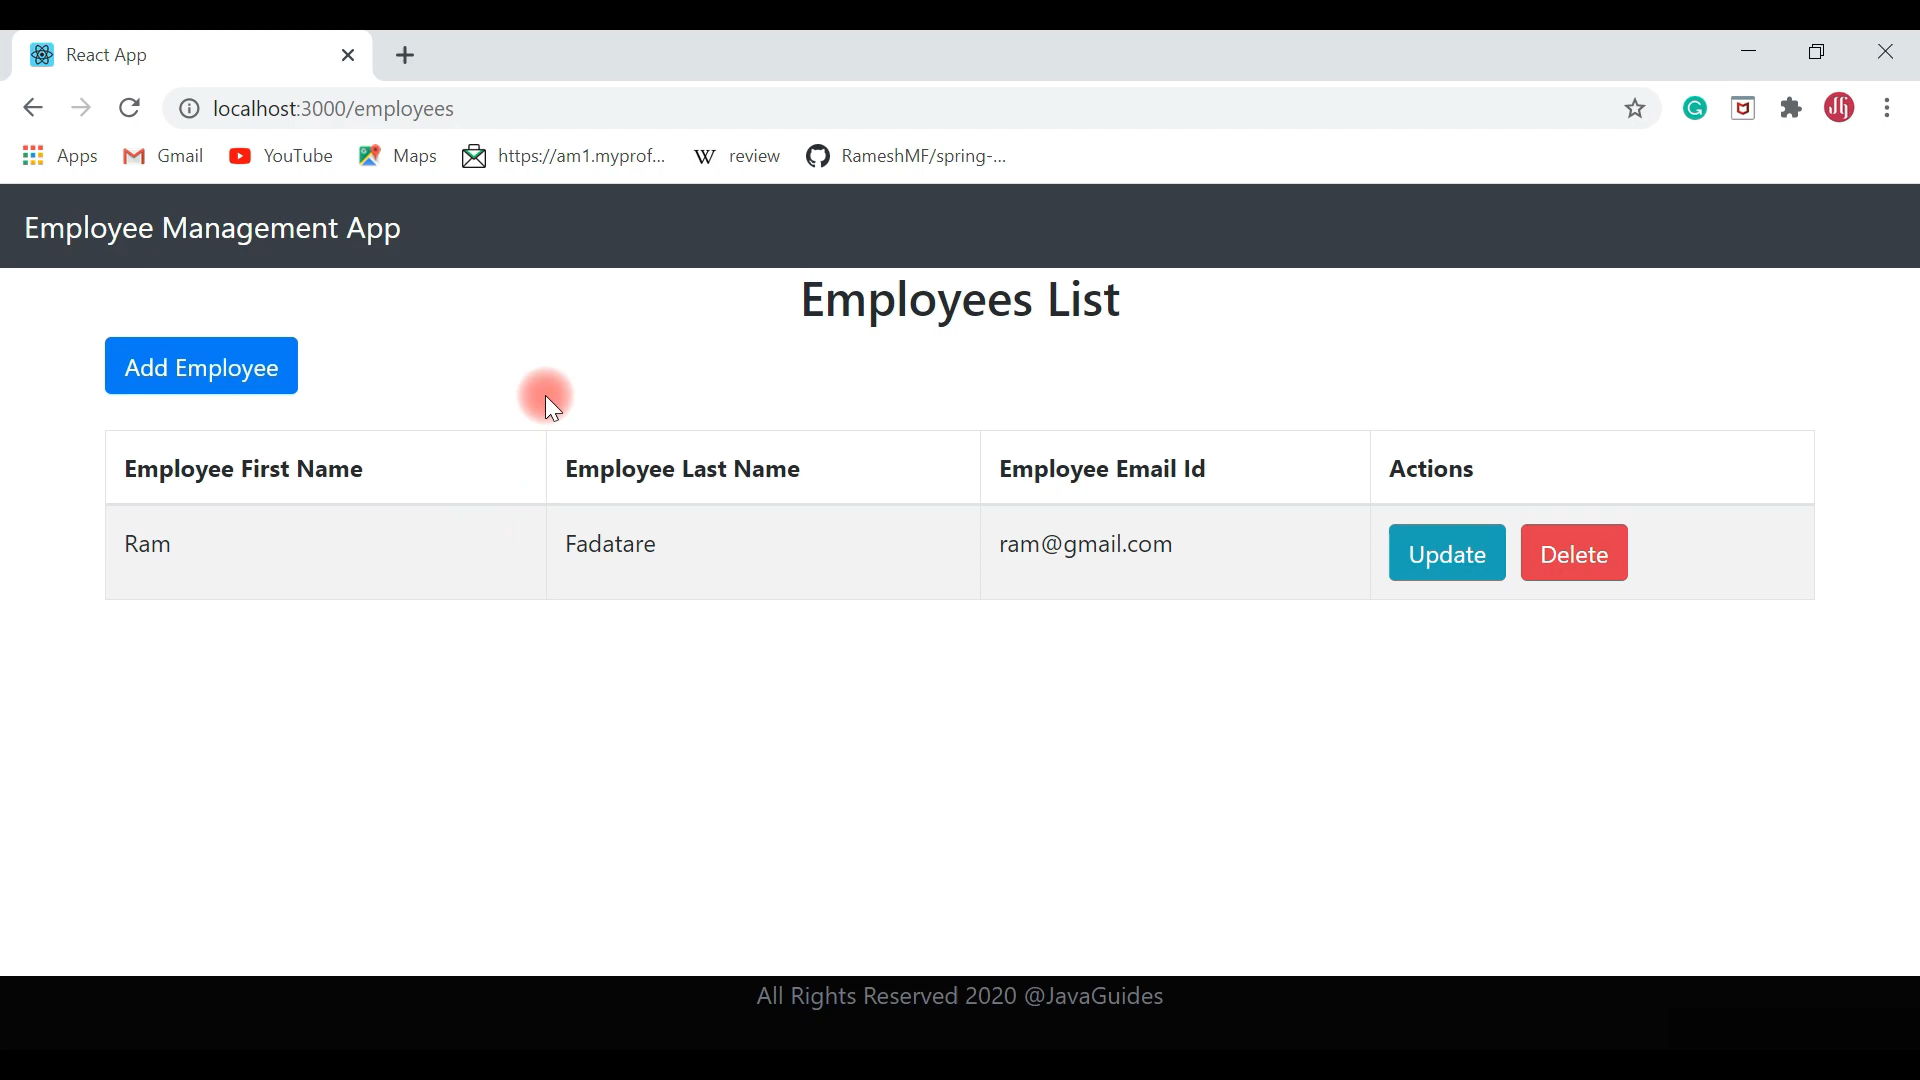 React App
localhost:3000/employees
Apps Gmail YouTube Maps https://am1.myprof... W review RameshMF/spring-...
Employee Management App
Employees List
Add Employee
Employee First Name Employee Last Name Employee Email Id Actions
Ram Fadatare ram@gmail.com Update Delete
All Rights Reserved 2020 @JavaGuides